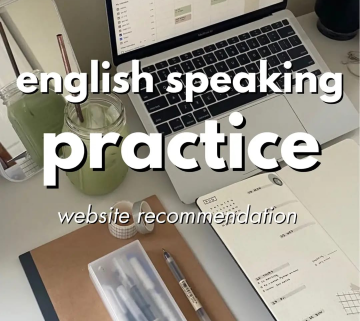 english speaking
practice
website recommendation